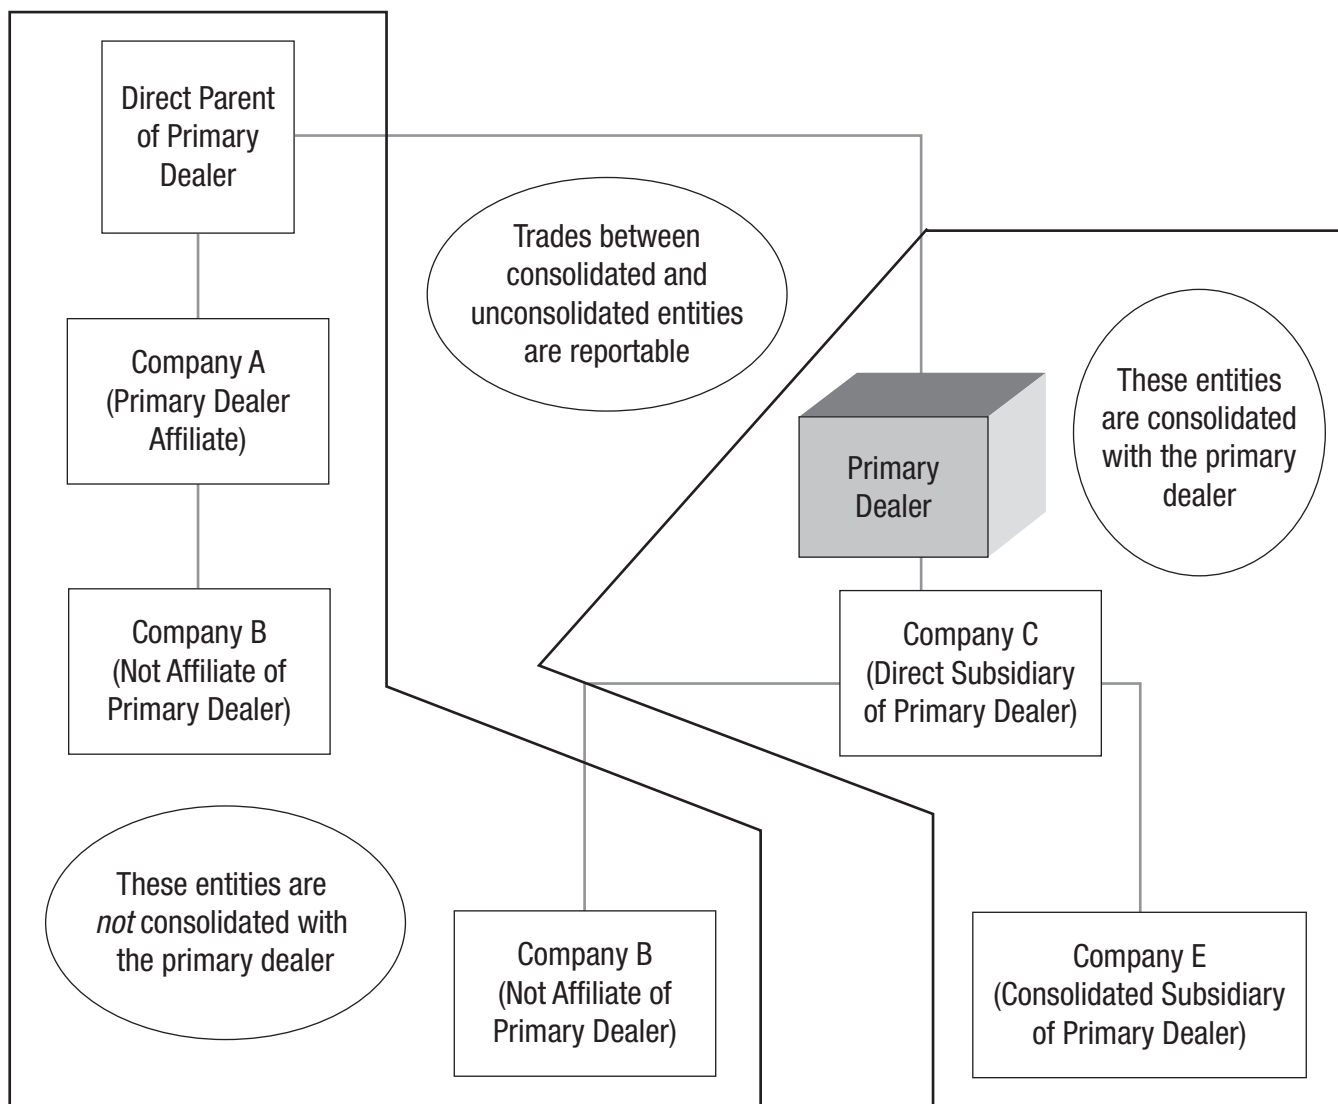 Direct Parent
of Primary
Dealer
Trades between
consolidated and
unconsolidated entities
are reportable
Company A
(Primary Dealer
Affiliate)
These entities
are consolidated
with the primary
dealer
Primary
Dealer
Company B
(Not Affiliate of
Primary Dealer)
Company C
(Direct Subsidiary
of Primary Dealer)
These entities are
not consolidated with
the primary dealer
Company B
(Not Affiliate of
Primary Dealer)
Company E
(Consolidated Subsidiary
of Primary Dealer)